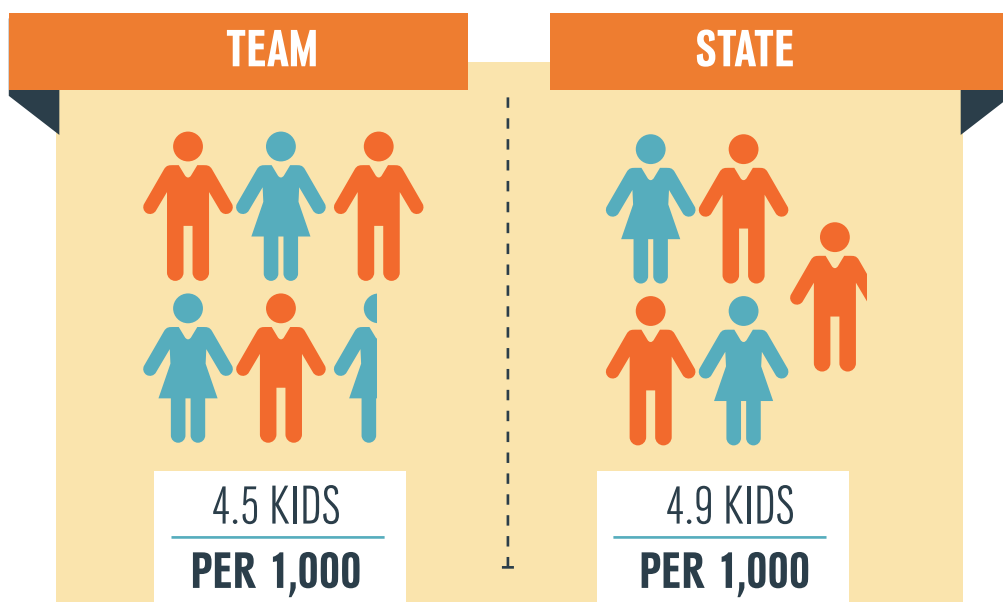 TEAM
4.5 KIDS
PER 1,000
STATE
4.9 KIDS
PER 1,000